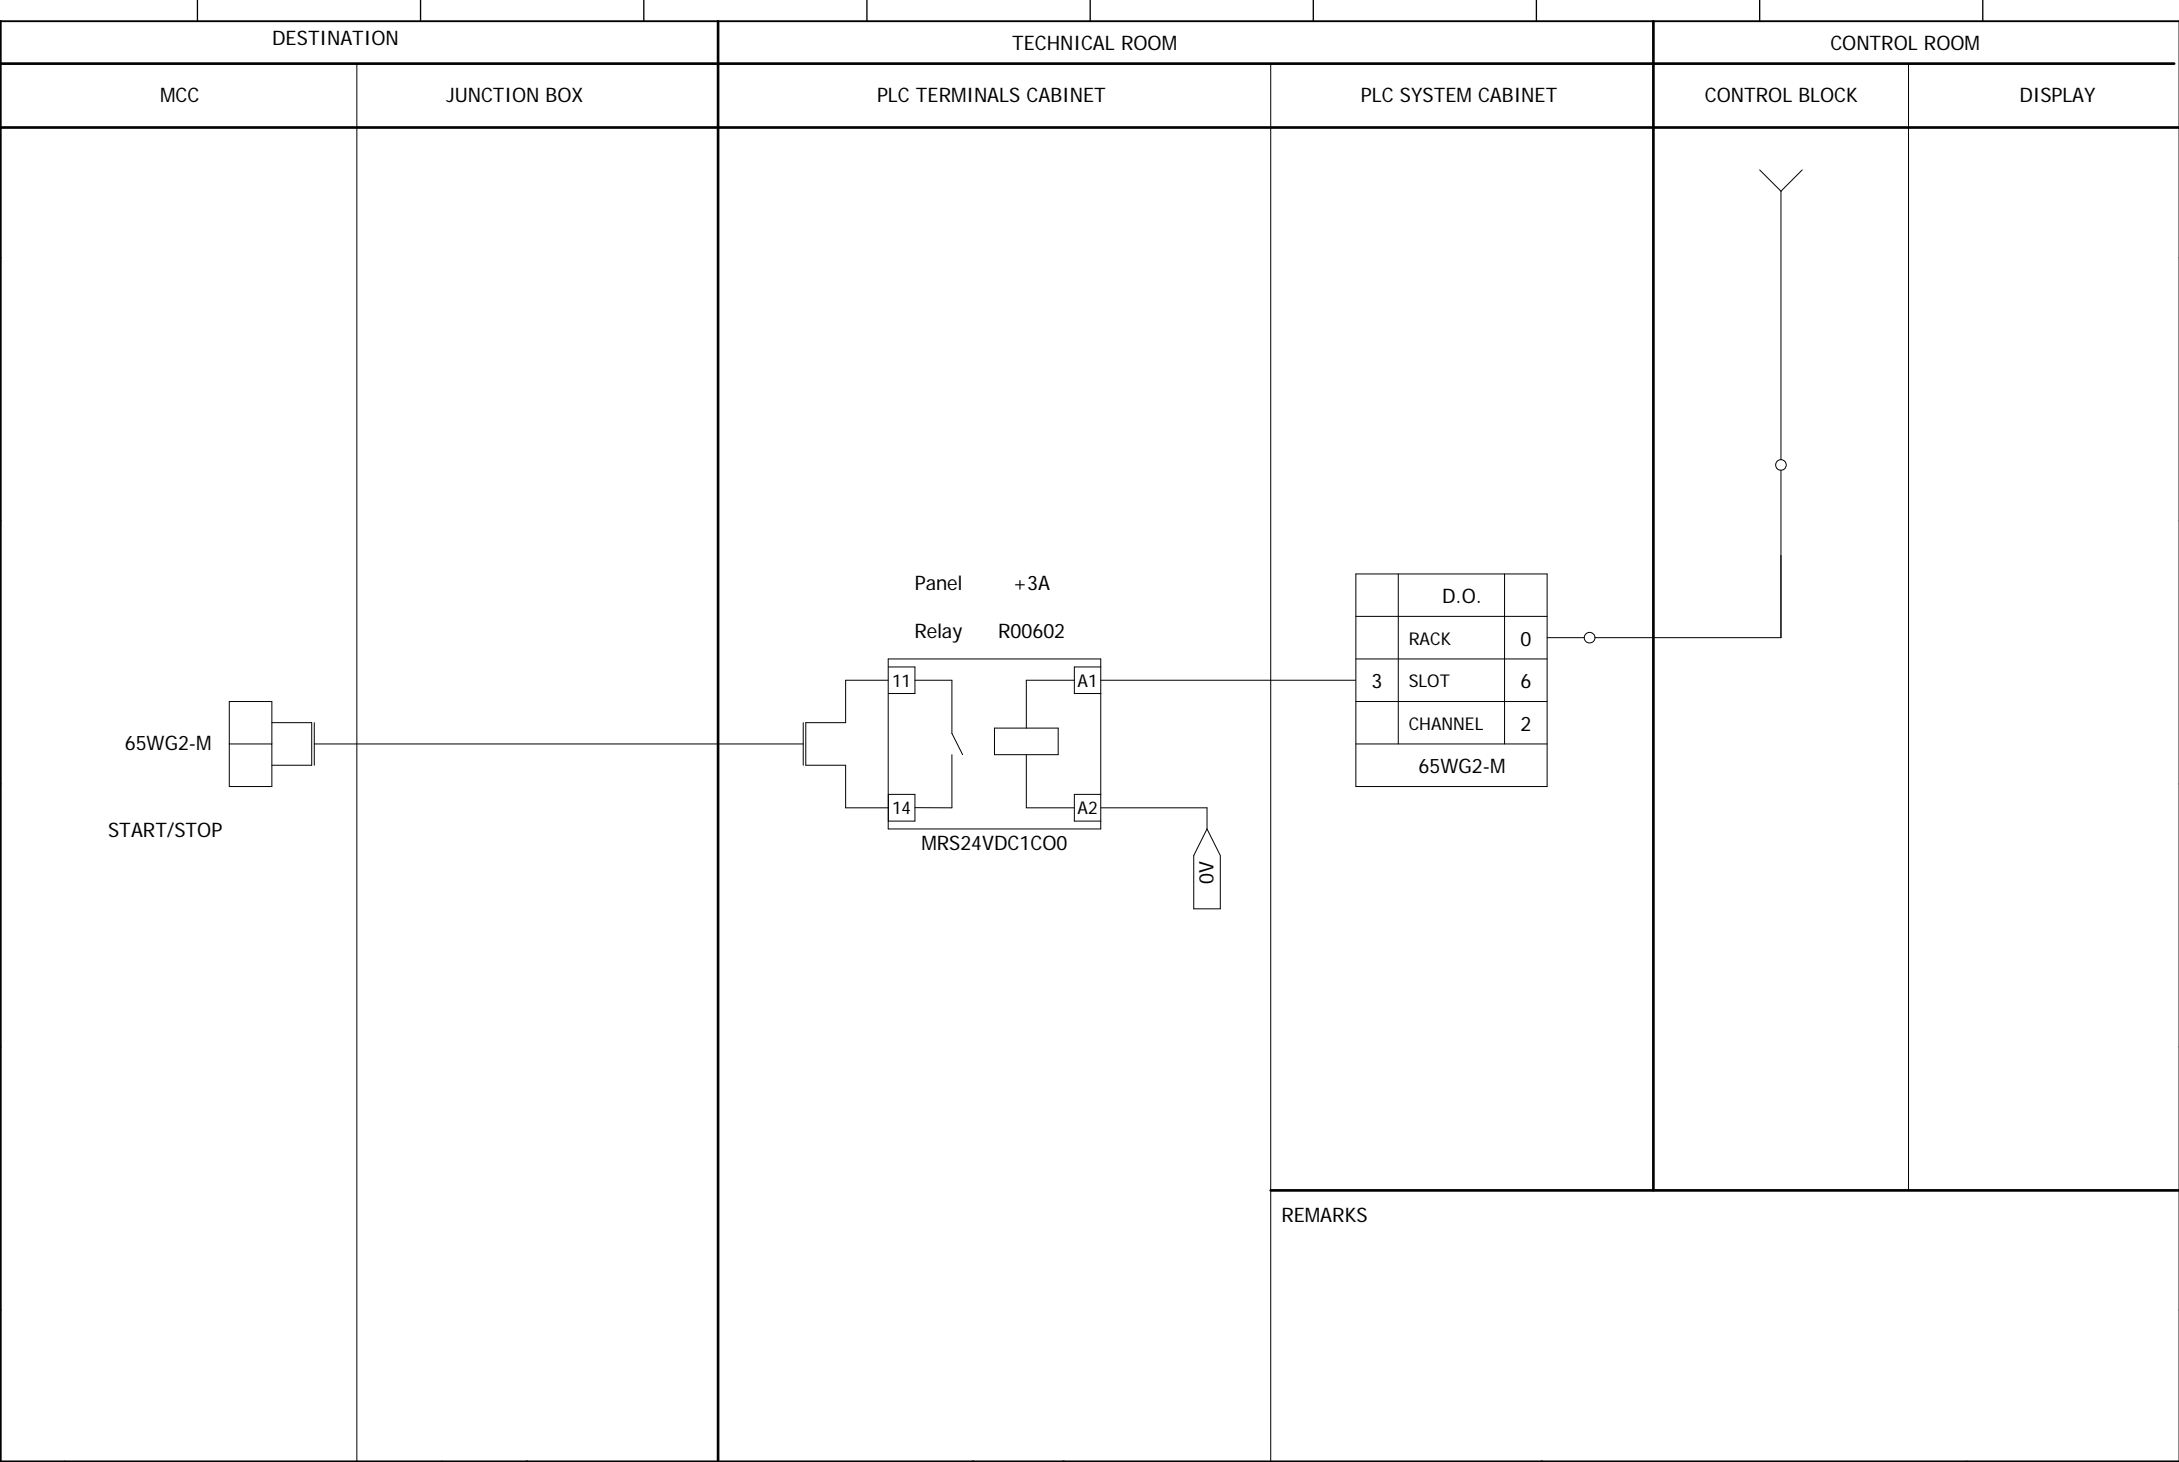 DESTINATION TECHNICAL ROOM CONTROL ROOM
MCC JUNCTION BOX PLC TERMINALS CABINET PLC SYSTEM CABINET CONTROL BLOCK DISPLAY
Panel +3A
Relay R00602
D.O.
RACK 0
11 A1 3 SLOT 6
CHANNEL 2
65WG2-M
65WG2-M
14 A2
START/STOP
MRS24VDC1CO0
0V
REMARKS